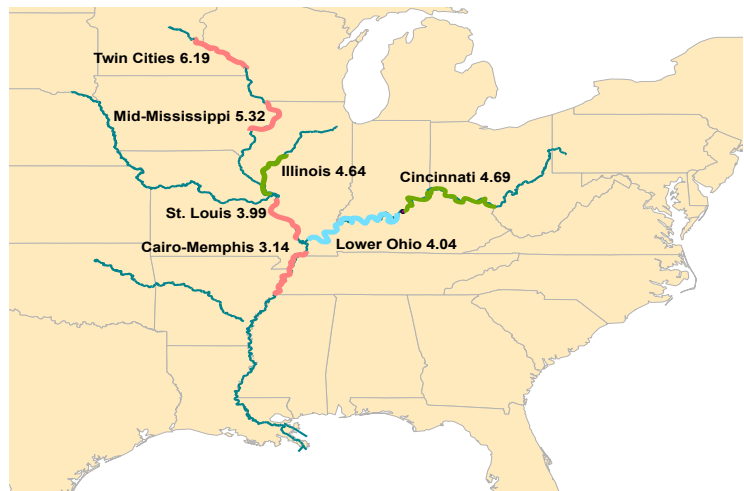 Twin Cities 6.19
Mid-Mississippi 5.32
Illinois 4.64
Cincinnati 4.69
St. Louis 3.99
Cairo-Memphis 3.14
Lower Ohio 4.04